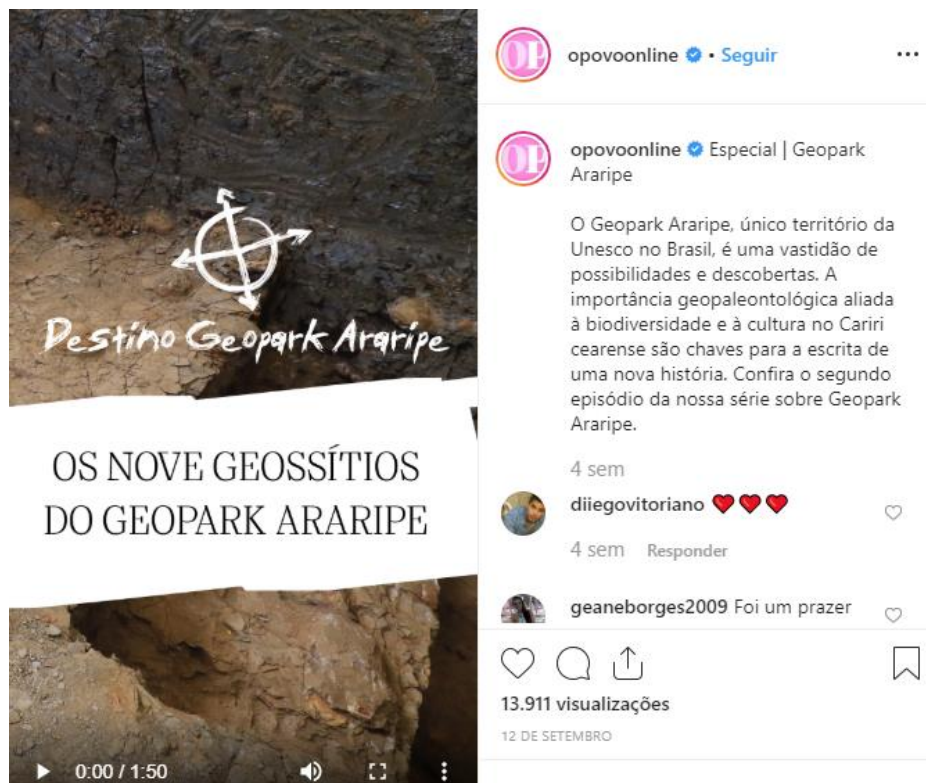 Destino Geopark Araripe
OS NOVE GEOSSÍTIOS
DO GEOPARK ARARIPE
0:00 / 1:50
OP
opovoonline • Seguir
OP
opovoonline Especial | Geopark
Araripe
O Geopark Araripe, único território da
Unesco no Brasil, é uma vastidão de
possibilidades e descobertas. A
importância geopaleontológica aliada
à biodiversidade e à cultura no Cariri
cearense são chaves para a escrita de
uma nova história. Confira o segundo
episódio da nossa série sobre Geopark
Araripe.
4 sem
diiegovitoriano
4 sem Responder
geaneborges2009 Foi um prazer
13.911 visualizações
12 DE SETEMBRO